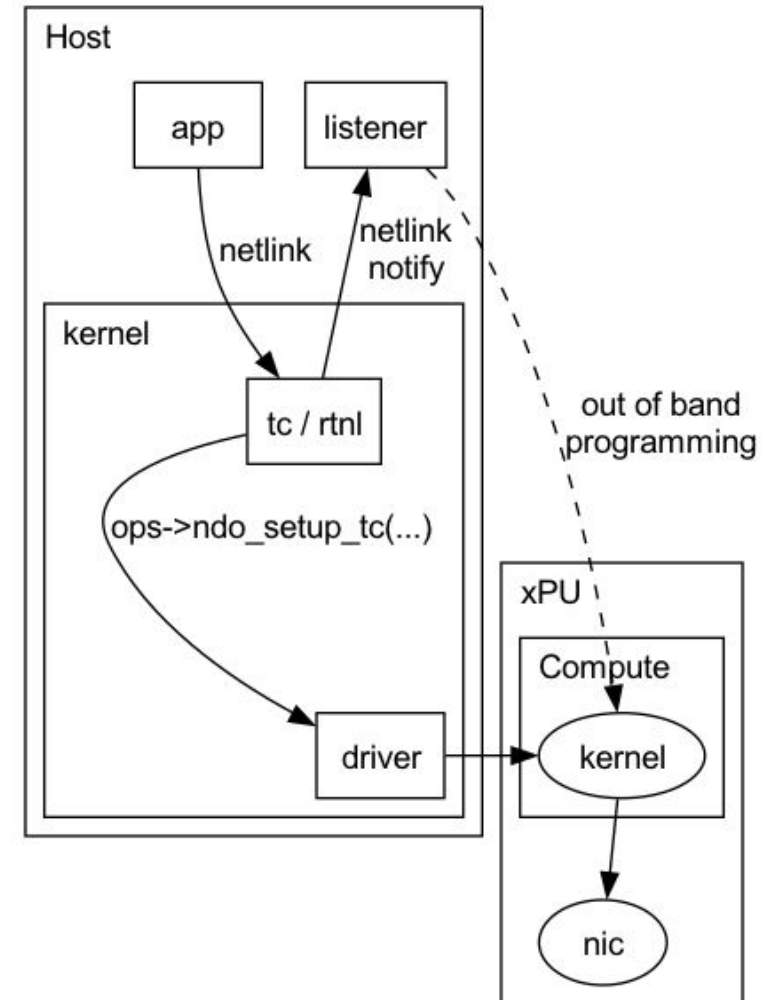 Host
app
listener
netlink
netlink
notify
kernel
tc / rtnl
out of band
programming
ops->ndo_setup_tc(...)
xPU
Compute
driver
kernel
nic